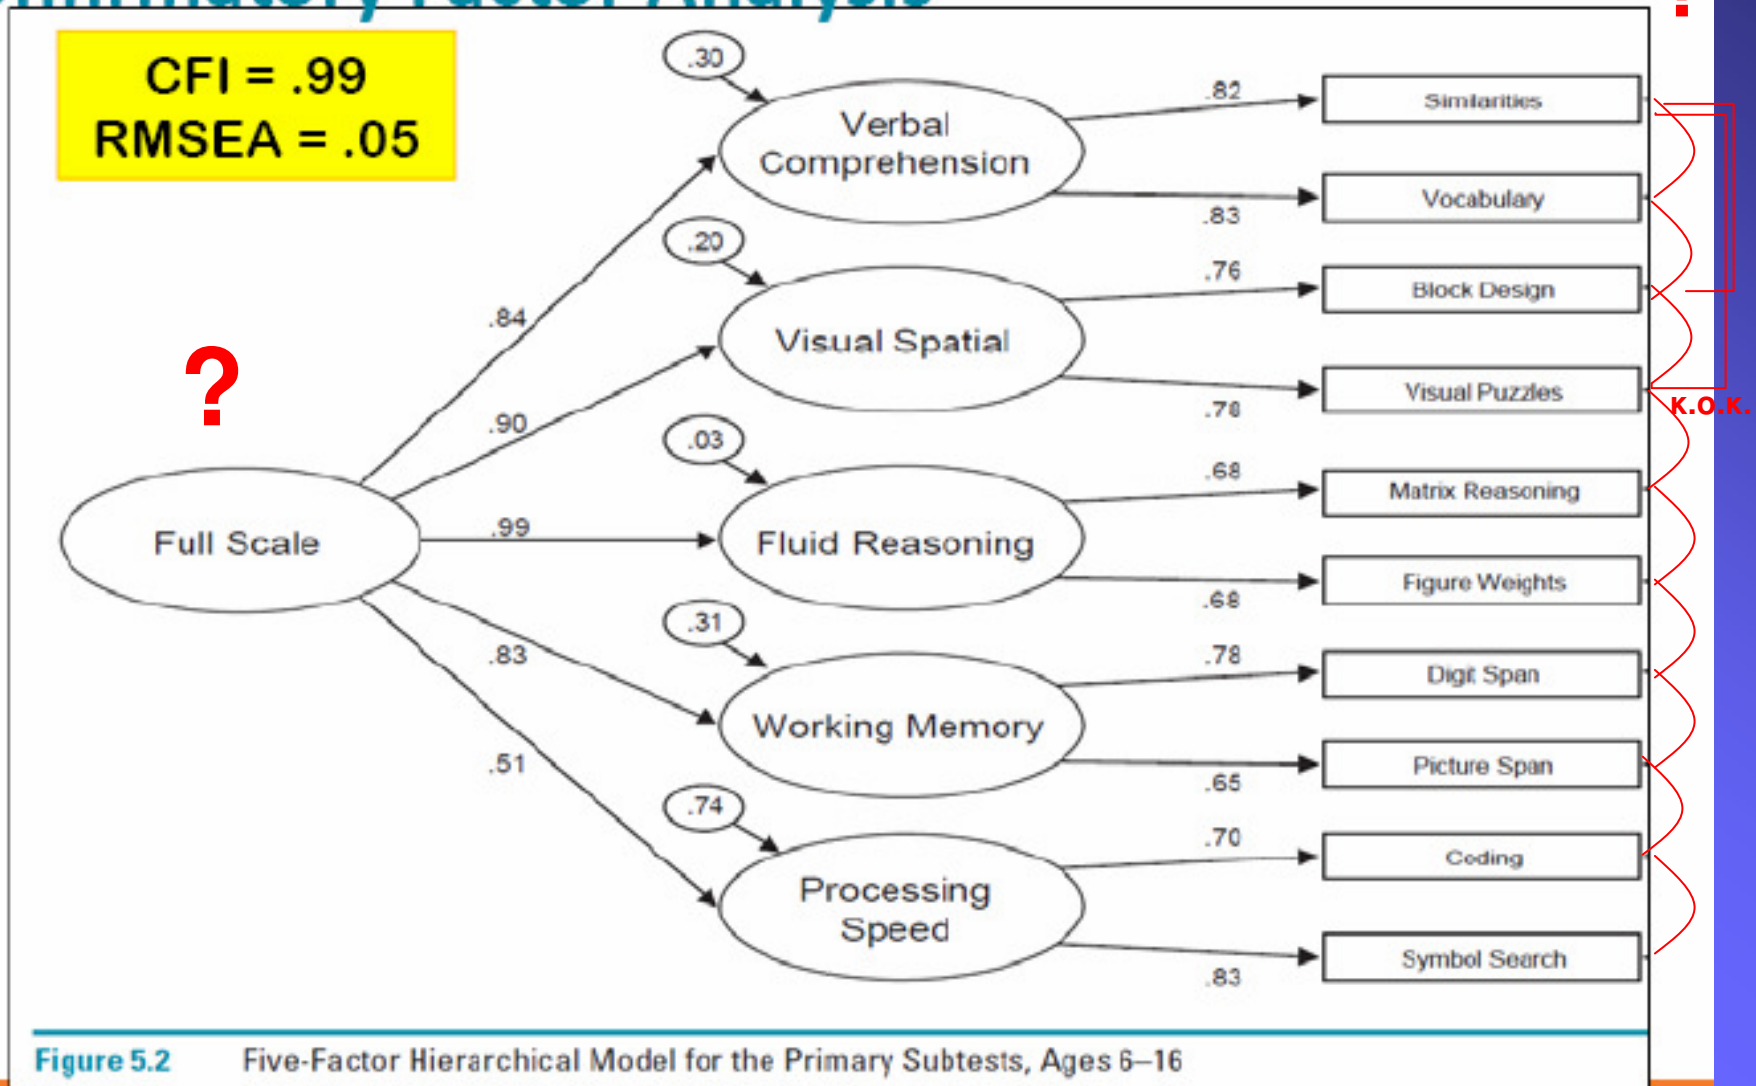 Factor Analysis
!
CFI = .99
RMSEA = .05
.30
Verbal
Comprehension
.82
Similarities
.83
Vocabulary
.84
.20
Visual Spatial
.76
Block Design
.78
Visual Puzzles
к.о.к.
?
.90
.03
Fluid Reasoning
.68
Matrix Reasoning
.68
Figure Weights
Full Scale
.99
.31
Working Memory
.78
Digit Span
.65
Picture Span
.83
.51
.74
Processing
Speed
.70
Coding
.83
Symbol Search
Figure 5.2 Five-Factor Hierarchical Model for the Primary Subtests, Ages 6–16